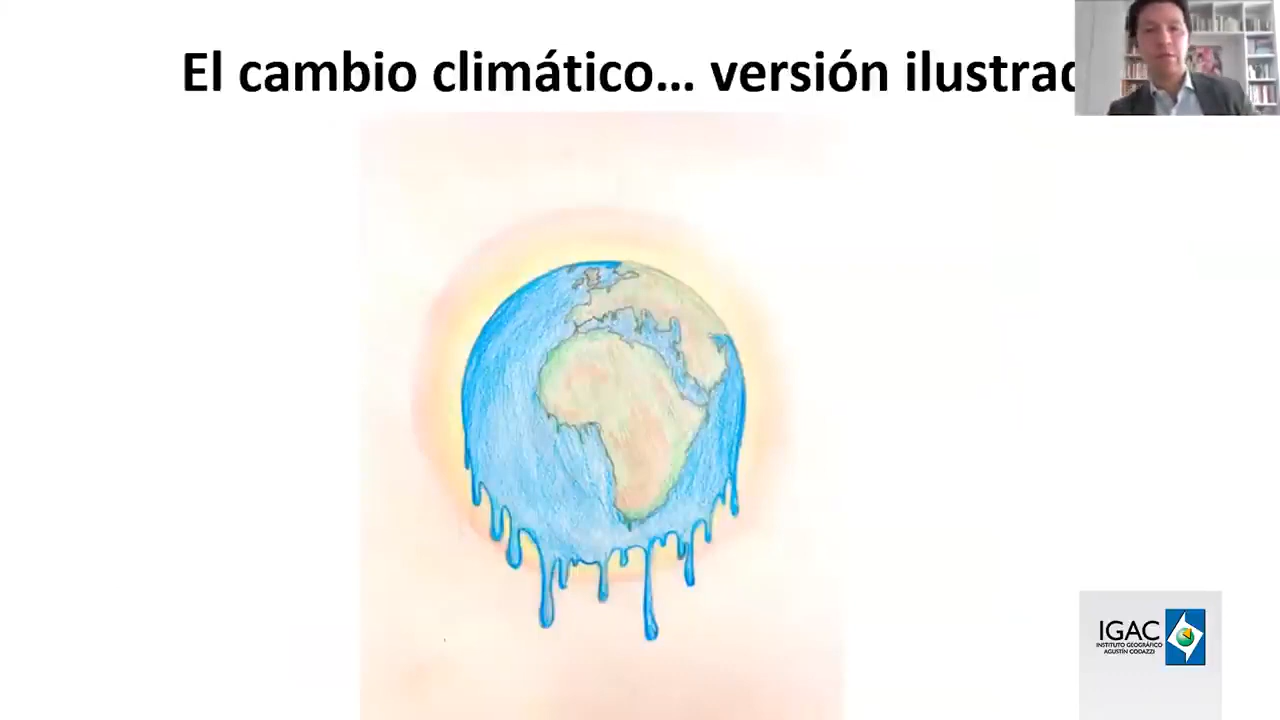 El cambio climático... versión ilustrad
IGAC
INSTITUTO GEOGRÁFICO
AGUSTÍN CODAZZI